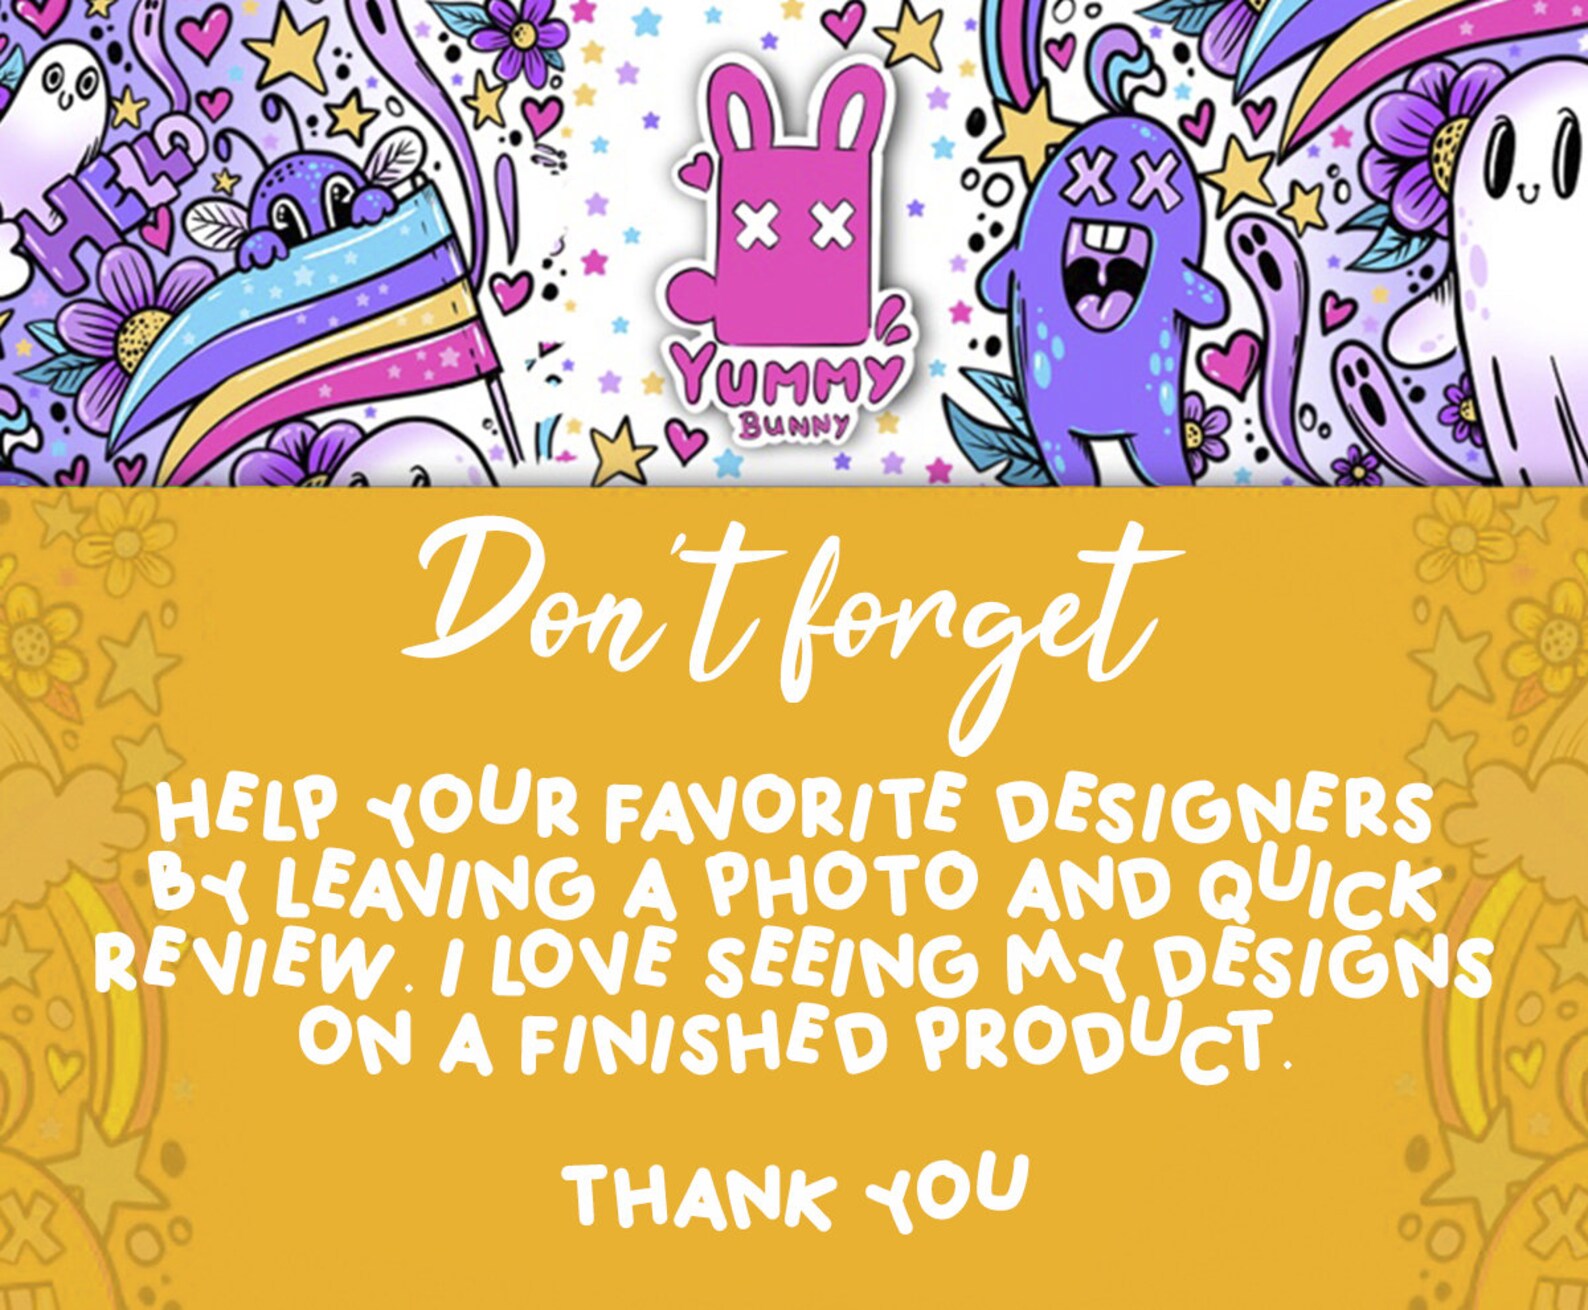 HELLO
YUMMY
BUNNY
Don't forget
HELP YOUR FAVORITE DESIGNERS
BY LEAVING A PHOTO AND QUICK
REVIEW. I LOVE SEEING MY DESIGNS
ON A FINISHED PRODUCT.
THANK YOU